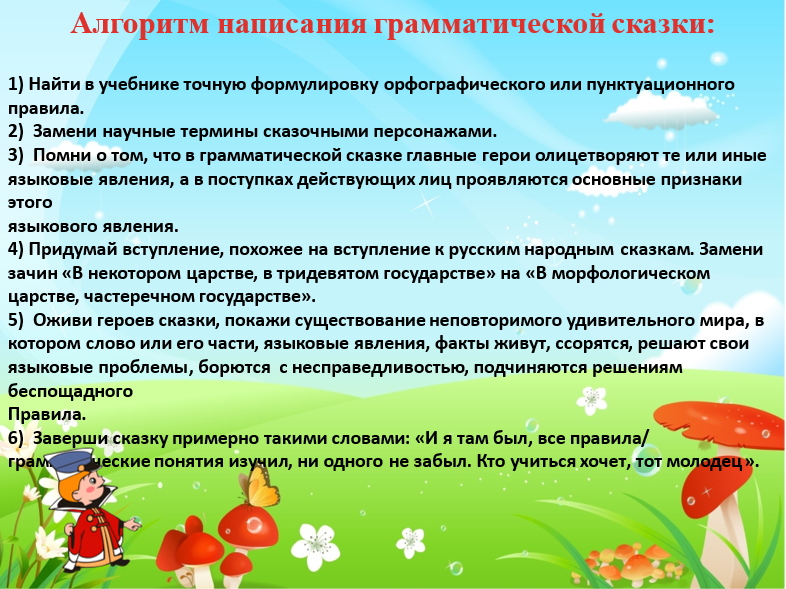 Алгоритм написания грамматической сказки:
1) Найти в учебнике точную формулировку орфографического или пунктуационного
правила.
2)  Замени научные термины сказочными персонажами.
3)  Помни о том, что в грамматической сказке главные герои олицетворяют те или иные
языковые явления, а в поступках действующих лиц проявляются основные признаки
этого
языкового явления.
4) Придумай вступление, похожее на вступление к русским народным сказкам. Замени
зачин «В некотором царстве, в тридевятом государстве» на «В морфологическом
царстве, частеречном государстве».
5)  Оживи героев сказки, покажи существование неповторимого удивительного мира, в
котором слово или его части, языковые явления, факты живут, ссорятся, решают свои
языковые проблемы, борются  с несправедливостью, подчиняются решениям
беспощадного
Правила.
6)  Заверши сказку примерно такими словами: «И я там был, все правила/
грамматические понятия изучил, ни одного не забыл. Кто учиться хочет, тот молодец».